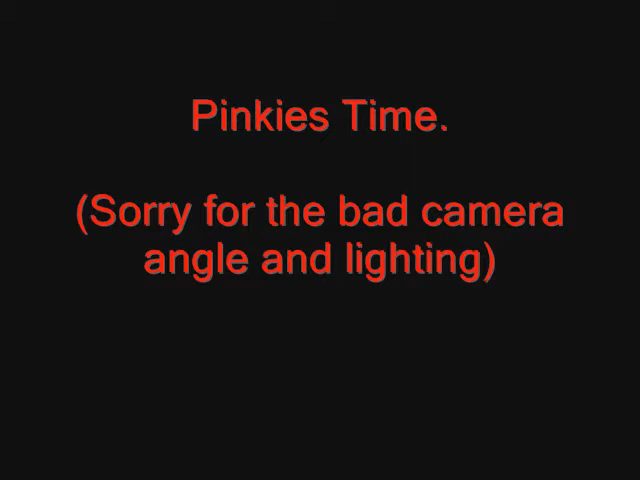 Pinkies Time.
(Sorry for the bad camera
angle and lighting)